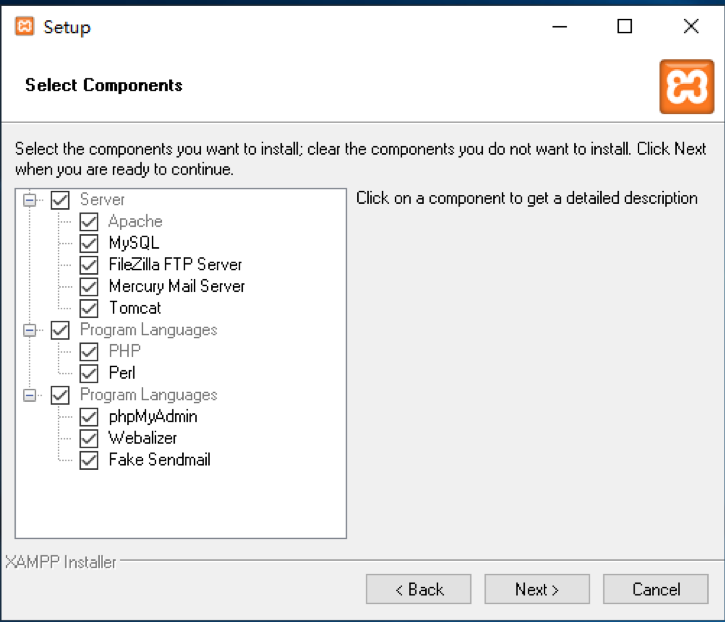 Setup
Select Components
Select the components you want to install; clear the components you do not want to install. Click Next
when you are ready to continue.
Server
Apache
MySQL
FileZilla FTP Server
Mercury Mail Server
Tomcat
Program Languages
PHP
Perl
Program Languages
phpMyAdmin
Webalizer
Fake Sendmail
Click on a component to get a detailed description
XAMPP Installer
< Back
Next >
Cancel